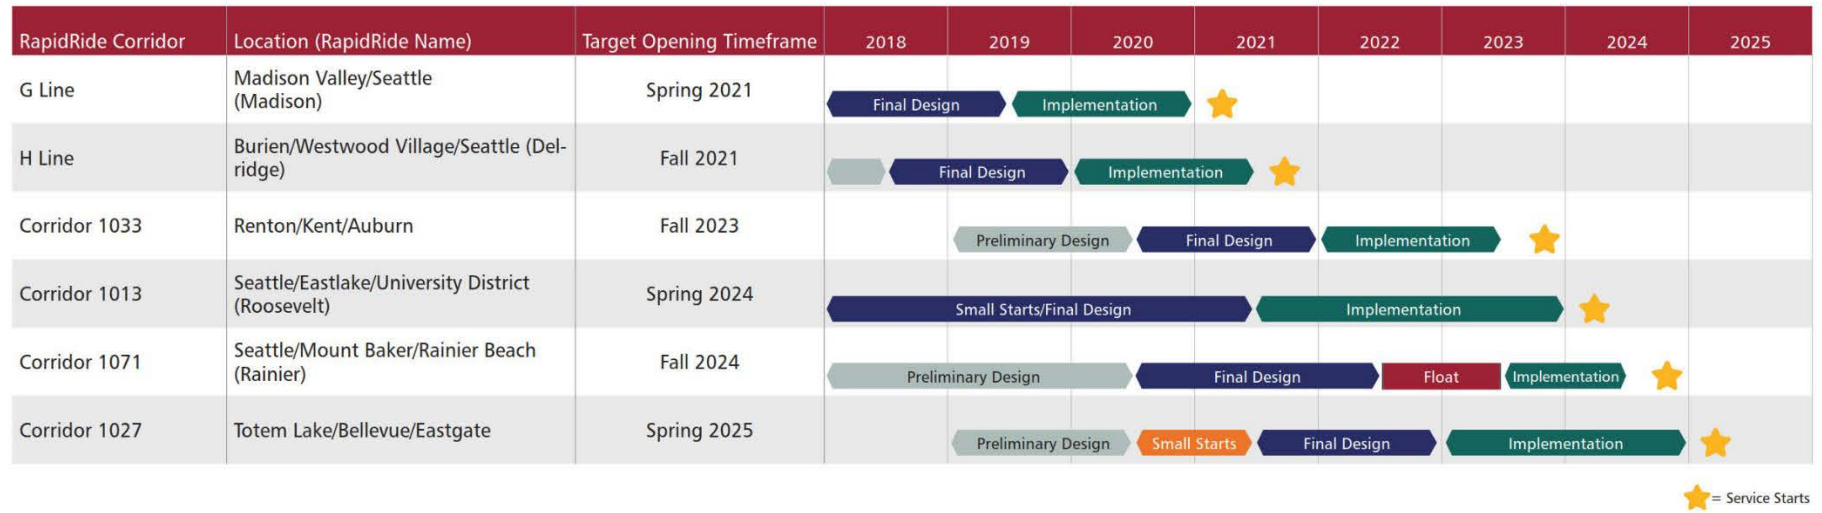 RapidRide Corridor Location (RapidRide Name) Target Opening Timeframe 2018 2019 2020 2021 2022 2023 2024 2025
G Line
Madison Valley/Seattle
(Madison)
Spring 2021
Final Design Implementation
H Line
Burien/Westwood Village/Seattle (Del-
ridge)
Fall 2021
Final Design Implementation
Corridor 1033 Renton/Kent/Auburn Fall 2023
Preliminary Design Final Design Implementation
Corridor 1013
Seattle/Eastlake/University District
(Roosevelt)
Spring 2024
Small Starts/Final Design Implementation
Corridor 1071
Seattle/Mount Baker/Rainier Beach
(Rainier)
Fall 2024
Preliminary Design Final Design Float Implementation
Corridor 1027 Totem Lake/Bellevue/Eastgate Spring 2025
Preliminary Design Small Starts Final Design Implementation
= Service Starts